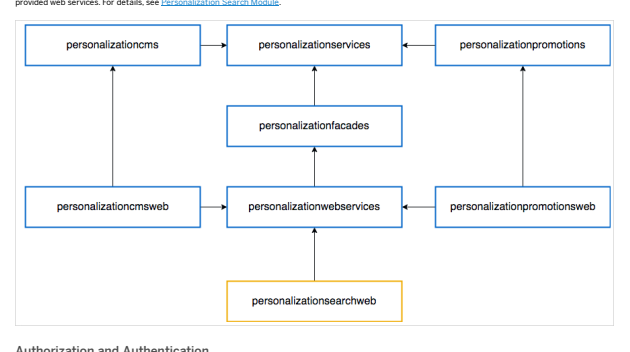 provided web services. For details, see Personalization Search Module.
personalizationcms
personalizationservices
personalizationpromotions
personalizationfacades
personalizationcmsweb
personalizationwebservices
personalizationpromotionsweb
personalizationsearchweb
Authorization and Authentication